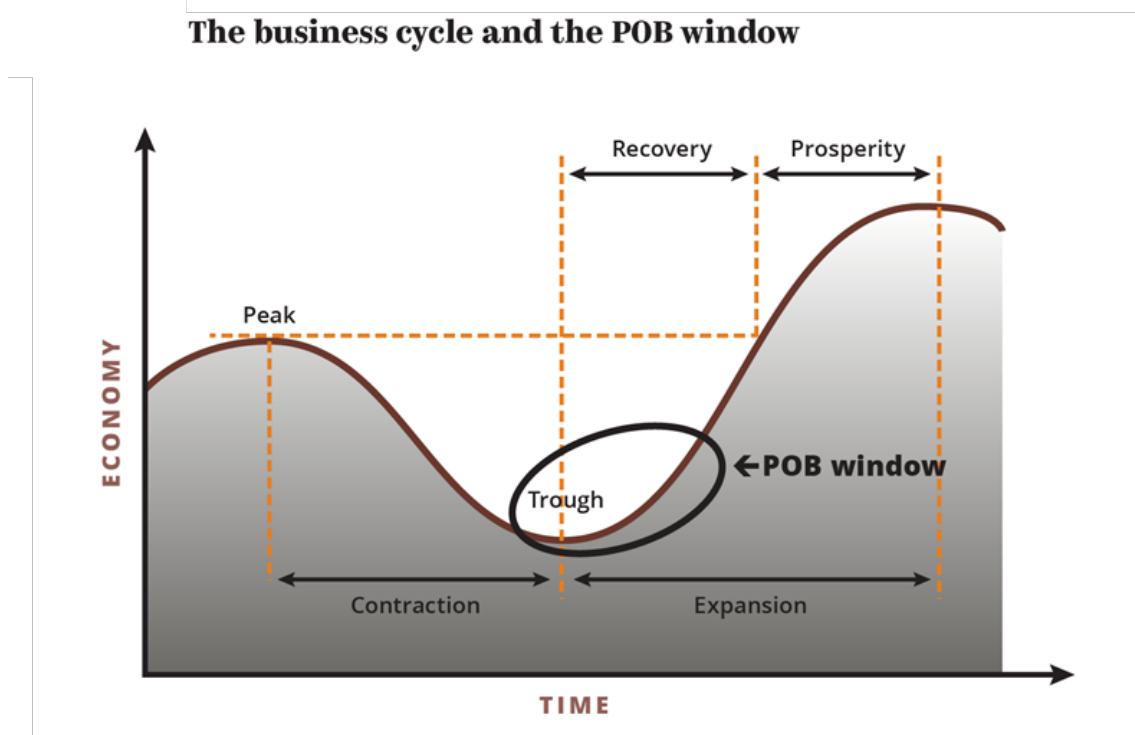 The business cycle and the POB window
Recovery
Prosperity
Peak
ECONOMY
POB window
Trough
Contraction
Expansion
TIME